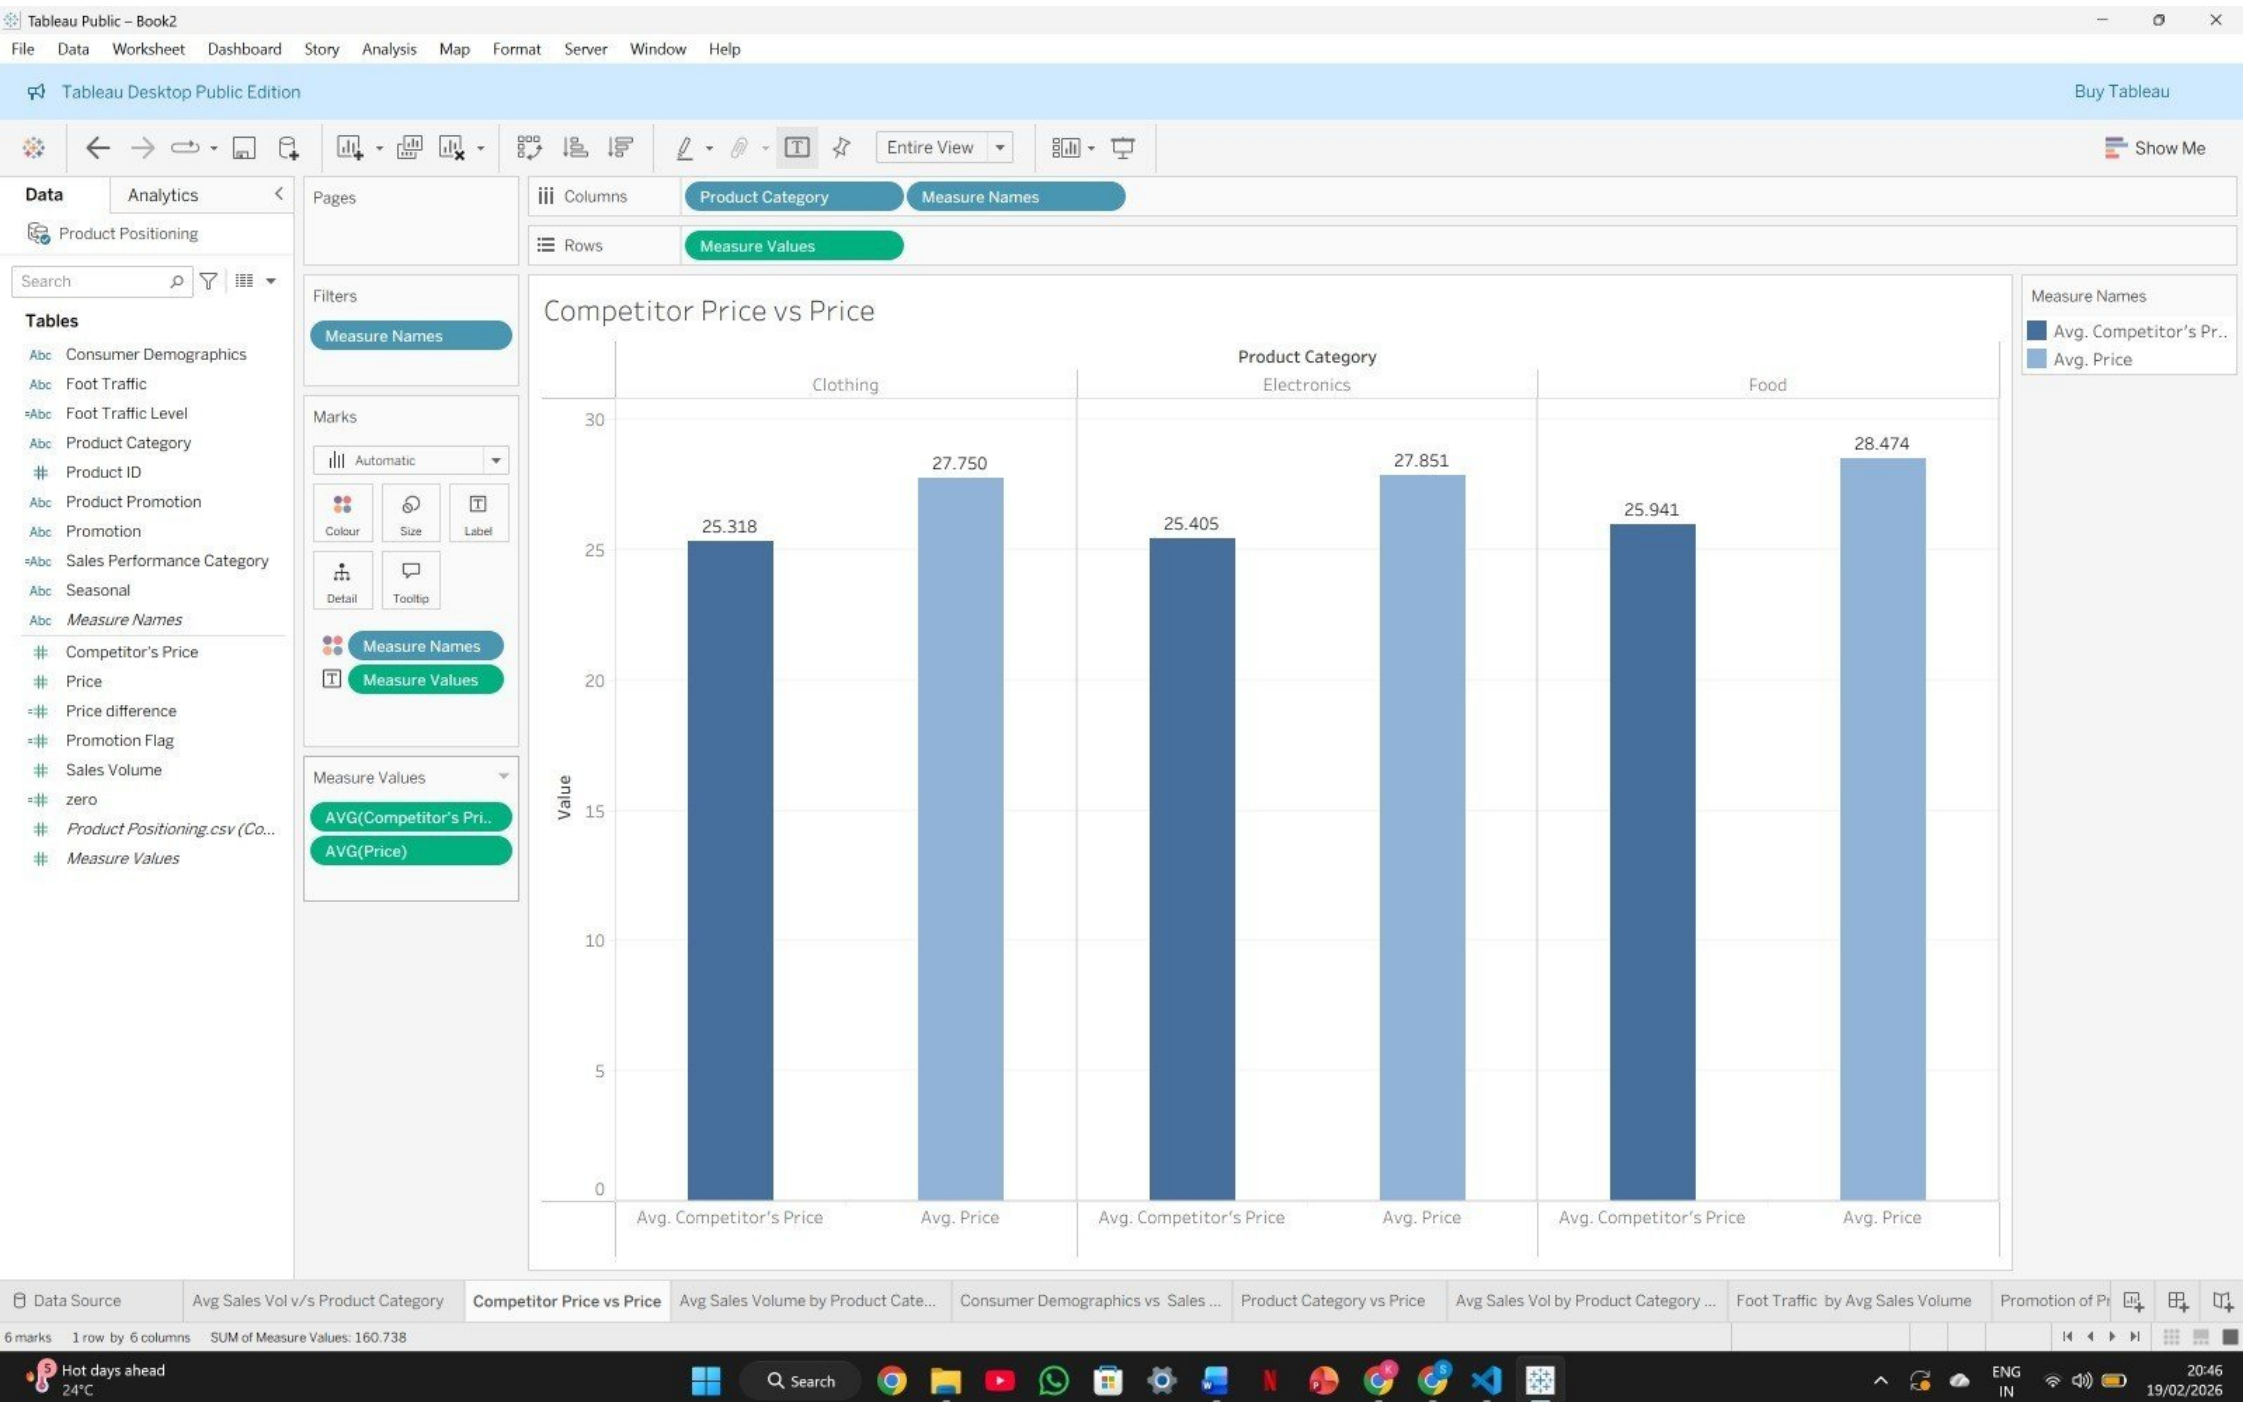 Tableau Public – Book2
File Data Worksheet Dashboard Story Analysis Map Format Server Window Help
Tableau Desktop Public Edition
Buy Tableau
Entire View
Show Me
Data Analytics
Product Positioning
Search
Tables
Abc Consumer Demographics
Abc Foot Traffic
=Abc Foot Traffic Level
Abc Product Category
# Product ID
Abc Product Promotion
Abc Promotion
=Abc Sales Performance Category
Abc Seasonal
Abc Measure Names
# Competitor's Price
# Price
=# Price difference
=# Promotion Flag
# Sales Volume
=# zero
# Product Positioning.csv (Co...
# Measure Values
Pages
Filters
Measure Names
Marks
Automatic
Colour Size Label
Detail Tooltip
Measure Names
Measure Values
Measure Values
AVG(Competitor's Pri..
AVG(Price)
Columns Product Category Measure Names
Rows Measure Values
Competitor Price vs Price
Product Category
Clothing Electronics Food
30
25
20
15
10
5
0
Value
25.318 27.750 25.405 27.851 25.941 28.474
Avg. Competitor's Price Avg. Price Avg. Competitor's Price Avg. Price Avg. Competitor's Price Avg. Price
Measure Names
Avg. Competitor's Pr..
Avg. Price
Data Source Avg Sales Vol v/s Product Category Competitor Price vs Price Avg Sales Volume by Product Cate... Consumer Demographics vs Sales ... Product Category vs Price Avg Sales Vol by Product Category ... Foot Traffic by Avg Sales Volume Promotion of Pr
6 marks 1 row by 6 columns SUM of Measure Values: 160.738
5
Hot days ahead
24°C
Search
ENG
IN
20:46
19/02/2026